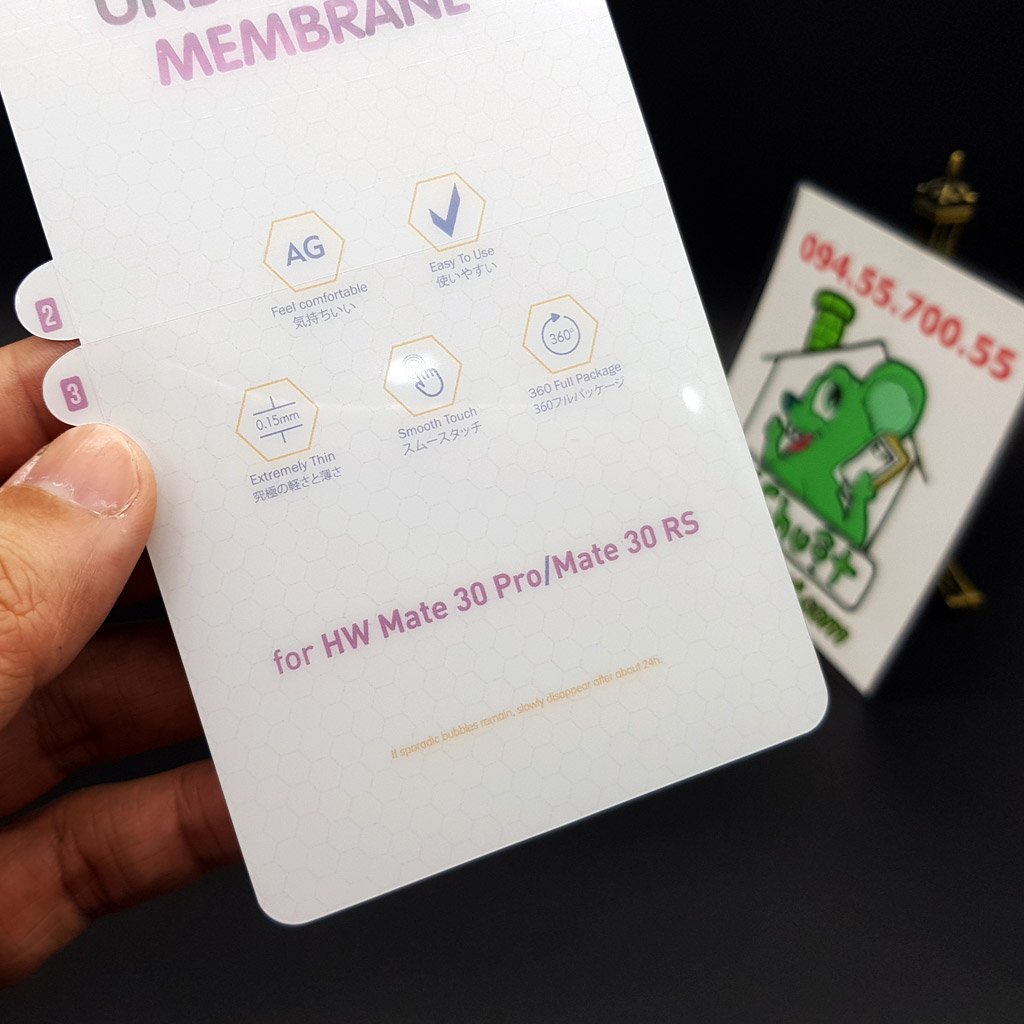 MEMBRANE
AG
Feel comfortable
気持ちいい
Easy To Use
使いやすい
2
3
0.15mm
Extremely Thin
究極の軽さと薄さ
Smooth Touch
スムースタッチ
360°
360 Full Package
360フルパッケージ
for HW Mate 30 Pro/Mate 30 RS
If sporadic bubbles remain, slowly disappear after about 24h.
094.55.700.55